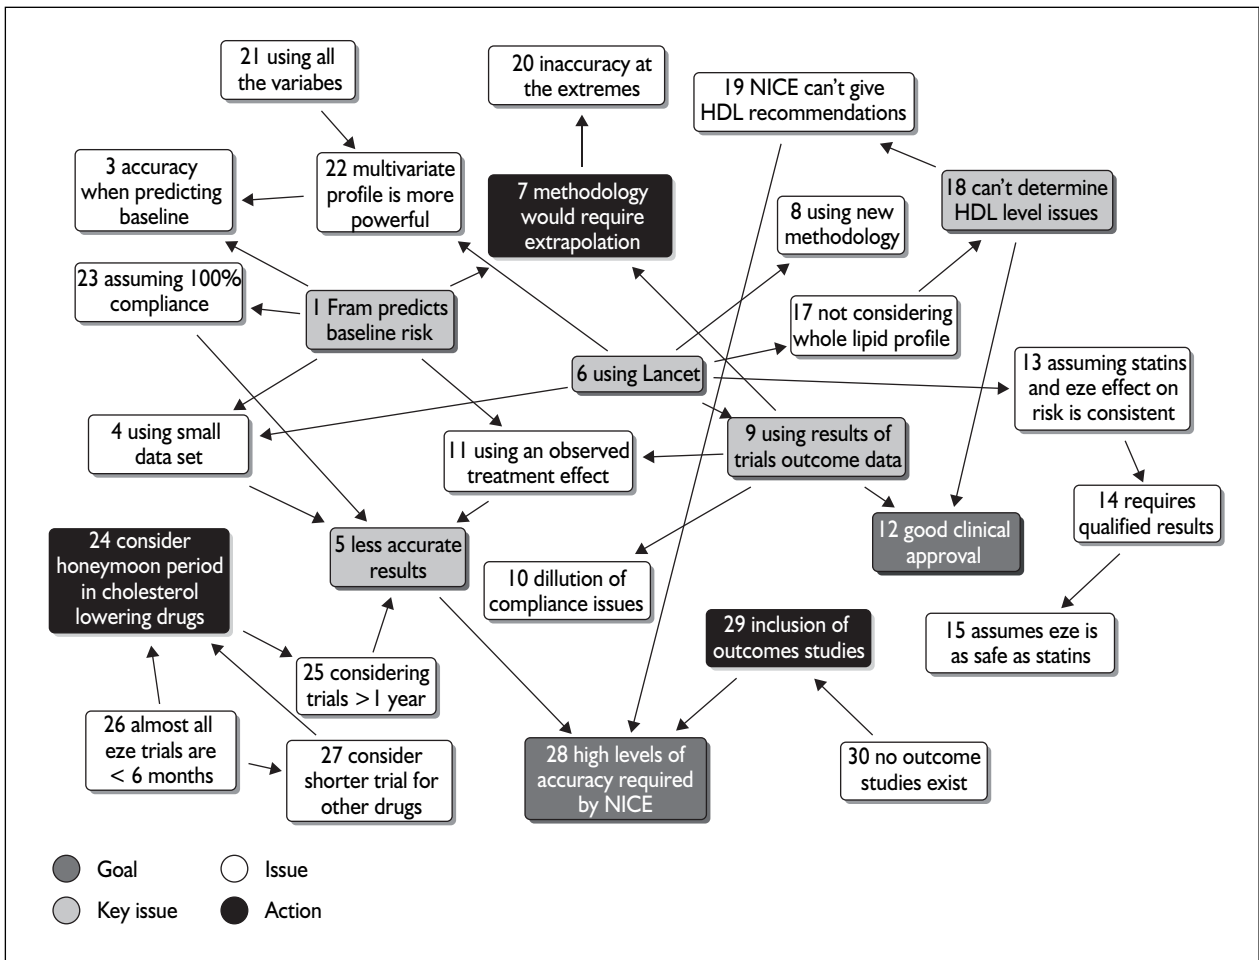 21 using all
the variabes
20 inaccuracy at
the extremes
19 NICE can't give
HDL recommendations
3 accuracy
when predicting
baseline
22 multivariate
profile is more
powerful
7 methodology
would require
extrapolation
18 can't determine
HDL level issues
8 using new
methodology
23 assuming 100%
compliance
1 Fram predicts
baseline risk
17 not considering
whole lipid profile
6 using Lancet
13 assuming statins
and eze effect on
risk is consistent
4 using small
data set
11 using an observed
treatment effect
9 using results of
trials outcome data
14 requires
qualified results
24 consider
honeymoon period
in cholesterol
lowering drugs
5 less accurate
results
12 good clinical
approval
10 dillution of
compliance issues
29 inclusion of
outcomes studies
15 assumes eze is
as safe as statins
25 considering
trials >1 year
26 almost all
eze trials are
< 6 months
27 consider
shorter trial for
other drugs
28 high levels of
accuracy required
by NICE
30 no outcome
studies exist
Goal
Issue
Key issue
Action